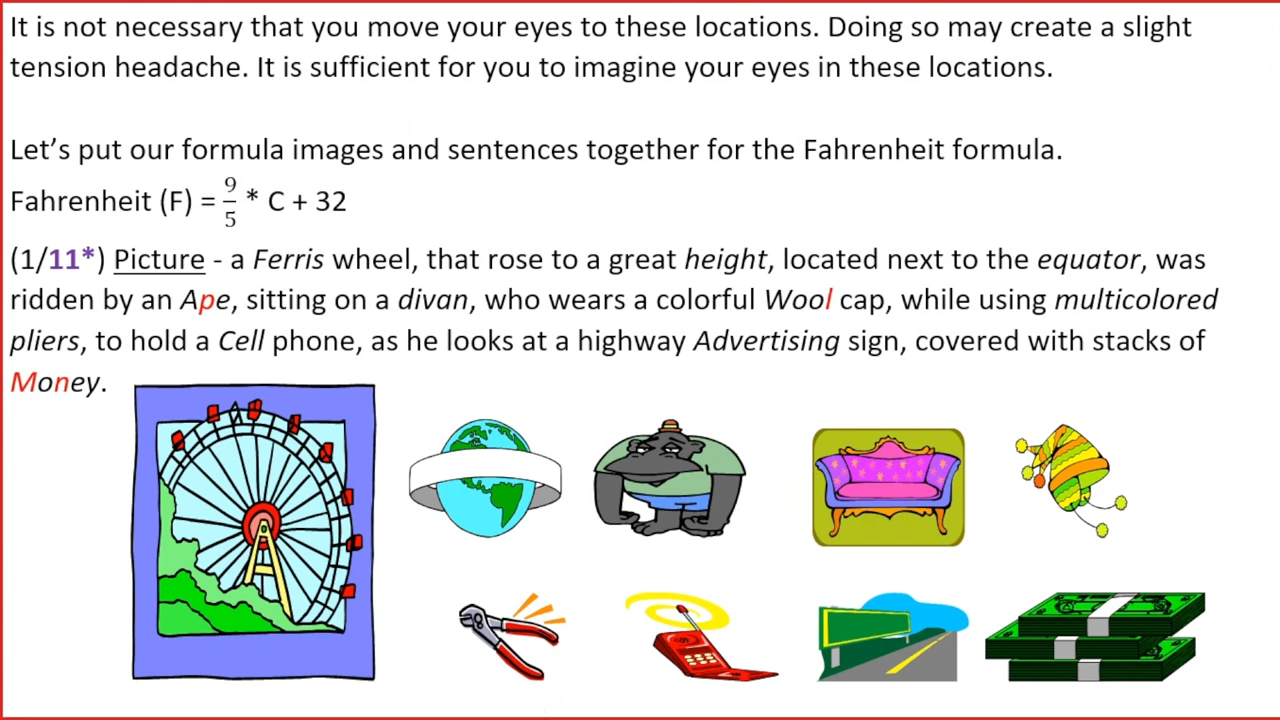 It is not necessary that you move your eyes to these locations. Doing so may create a slight
tension headache. It is sufficient for you to imagine your eyes in these locations.
Let’s put our formula images and sentences together for the Fahrenheit formula.
Fahrenheit (F) = 9/5 * C + 32
(1/11*) Picture - a Ferris wheel, that rose to a great height, located next to the equator, was
ridden by an Ape, sitting on a divan, who wears a colorful Wool cap, while using multicolored
pliers, to hold a Cell phone, as he looks at a highway Advertising sign, covered with stacks of
Money.